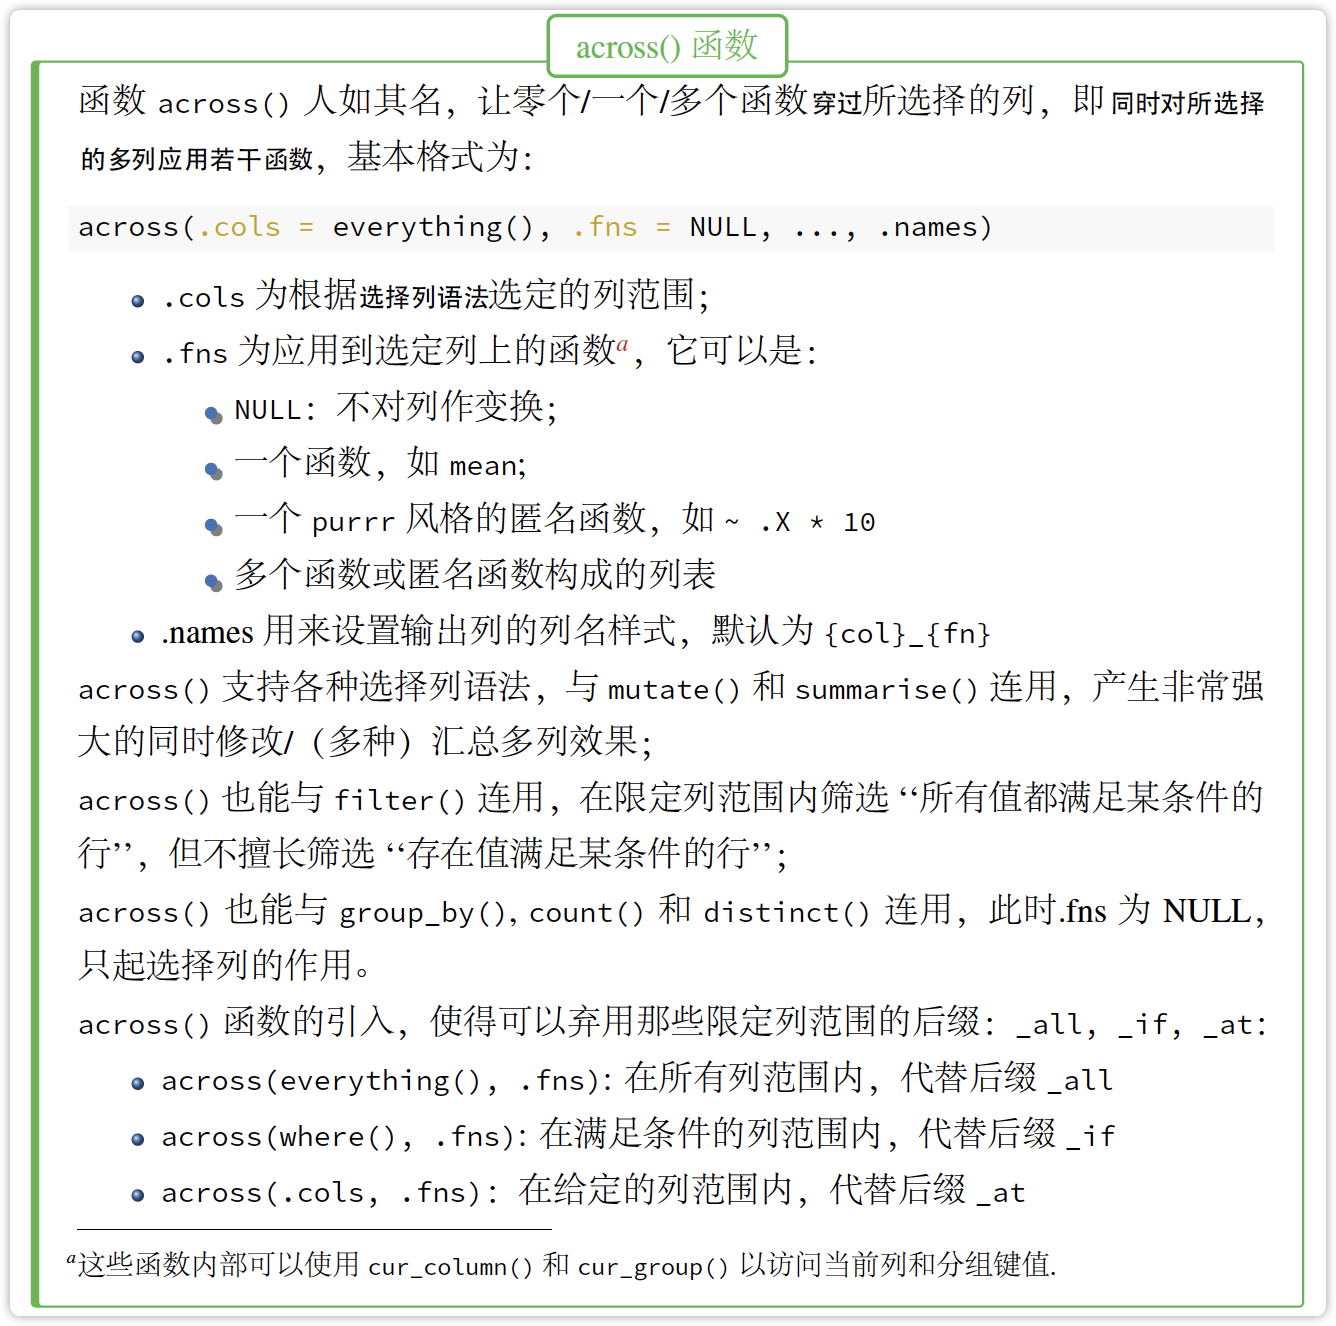 across() 函数
函数 across() 人如其名，让零个/一个/多个函数穿过所选择的列，即同时对所选择
的多列应用若干函数，基本格式为：
across(.cols = everything(), .fns = NULL, ..., .names)
.cols 为根据选择列语法选定的列范围；
.fns 为应用到选定列上的函数a，它可以是：
NULL：不对列作变换；
一个函数，如 mean;
一个 purrr 风格的匿名函数，如 ~ .X * 10
多个函数或匿名函数构成的列表
.names 用来设置输出列的列名样式，默认为 {col}_{fn}
across() 支持各种选择列语法，与 mutate() 和 summarise() 连用，产生非常强
大的同时修改/（多种）汇总多列效果；
across() 也能与 filter() 连用，在限定列范围内筛选 “所有值都满足某条件的
行”，但不擅长筛选 “存在值满足某条件的行”；
across() 也能与 group_by(), count() 和 distinct() 连用，此时.fns 为 NULL，
只起选择列的作用。
across() 函数的引入，使得可以弃用那些限定列范围的后缀：_all, _if, _at:
across(everything(), .fns): 在所有列范围内，代替后缀 _all
across(where(), .fns): 在满足条件的列范围内，代替后缀 _if
across(.cols, .fns)：在给定的列范围内，代替后缀 _at
a这些函数内部可以使用 cur_column() 和 cur_group() 以访问当前列和分组键值.